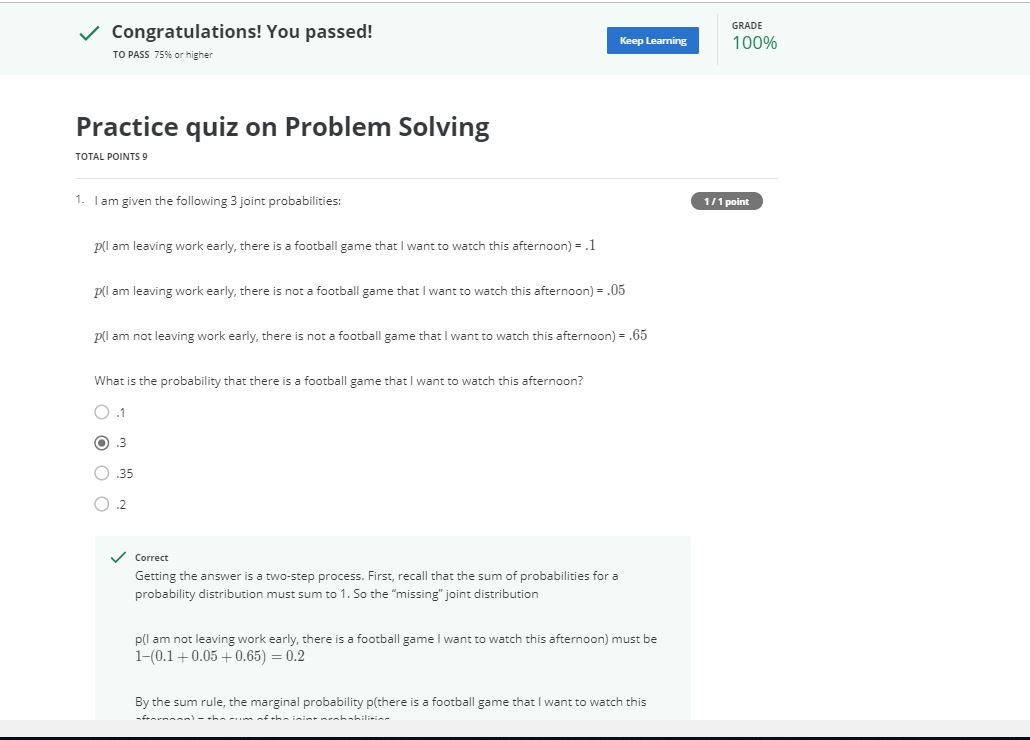 Congratulations! You passed!
TO PASS 75% or higher
Keep Learning
GRADE
100%
Practice quiz on Problem Solving
TOTAL POINTS 9
1. I am given the following 3 joint probabilities:
1 / 1 point
p(I am leaving work early, there is a football game that I want to watch this afternoon) = .1
p(I am leaving work early, there is not a football game that I want to watch this afternoon) = .05
p(I am not leaving work early, there is not a football game that I want to watch this afternoon) = .65
What is the probability that there is a football game that I want to watch this afternoon?
.1
.3
.35
.2
Correct
Getting the answer is a two-step process. First, recall that the sum of probabilities for a
probability distribution must sum to 1. So the “missing” joint distribution
p(I am not leaving work early, there is a football game I want to watch this afternoon) must be
1–(0.1 + 0.05 + 0.65) = 0.2
By the sum rule, the marginal probability p(there is a football game that I want to watch this
afternoon) = the sum of the joint probabilities